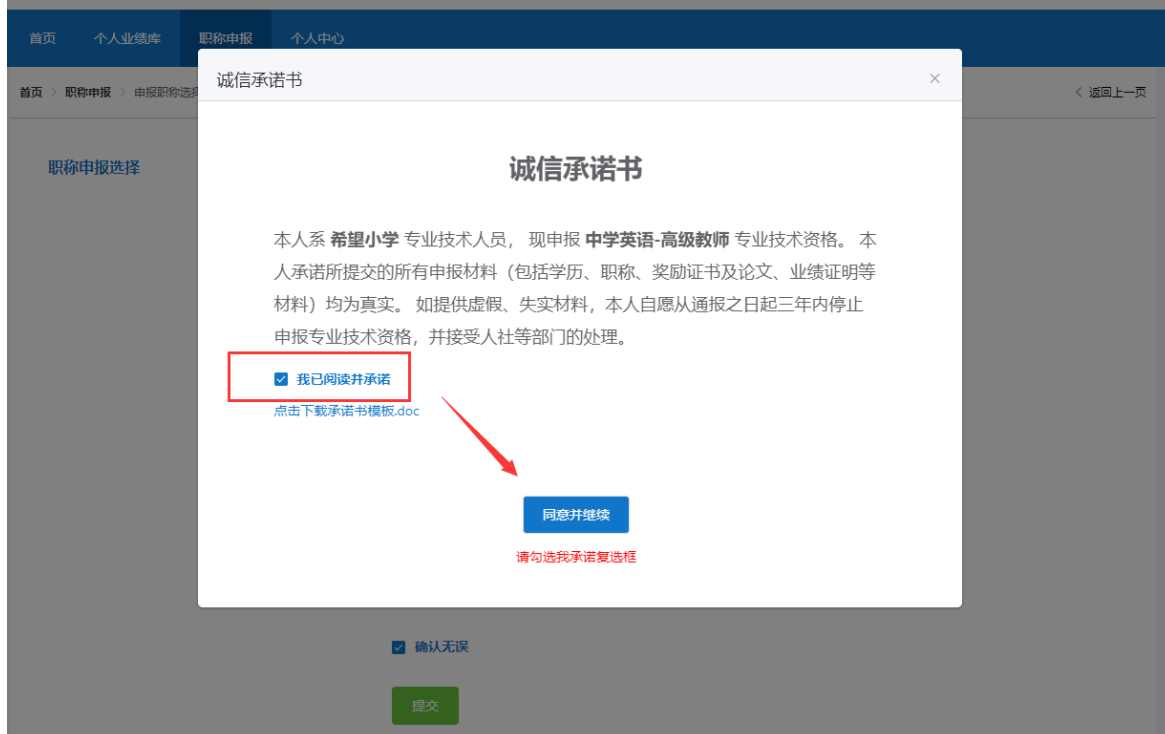 首页 个人业绩库 职称申报 个人中心
诚信承诺书
首页 > 职称申报 > 申报职称选择
< 返回上一页
职称申报选择
诚信承诺书
本人系 希望小学 专业技术人员, 现申报 中学英语-高级教师 专业技术资格。 本
人承诺所提交的所有申报材料（包括学历、职称、奖励证书及论文、业绩证明等
材料）均为真实。 如提供虚假、失实材料，本人自愿从通报之日起三年内停止
申报专业技术资格，并接受人社等部门的处理。
我已阅读并承诺
点击下载承诺书模板.doc
同意并继续
请勾选我承诺复选框
确认无误
提交